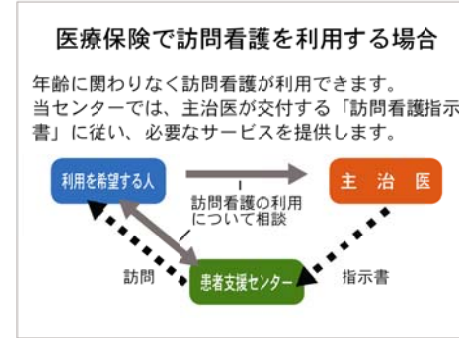 医療保険で訪問看護を利用する場合
年齢に関わりなく訪問看護が利用できます。
当センターでは、主治医が交付する「訪問看護指示
書」に従い、必要なサービスを提供します。
利用を希望する人
主治医
訪問看護の利用
について相談
訪問
患者支援センター
指示書